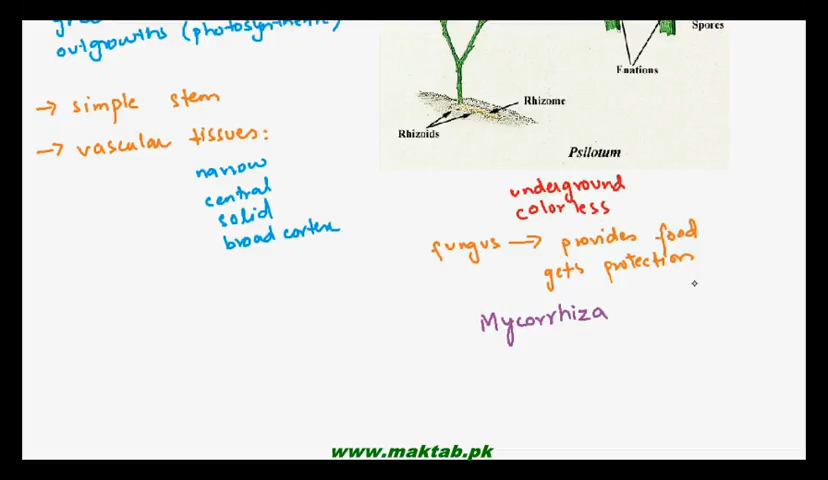 outgrowths (photosynthetic)
→ simple stem
→ vascular tissues:
narrow
central
solid
broad cortex
Spores
Enations
Rhizome
Rhizoids
Psilotum
underground
colorless
fungus → provides food
gets protection
Mycorrhiza
www.maktab.pk